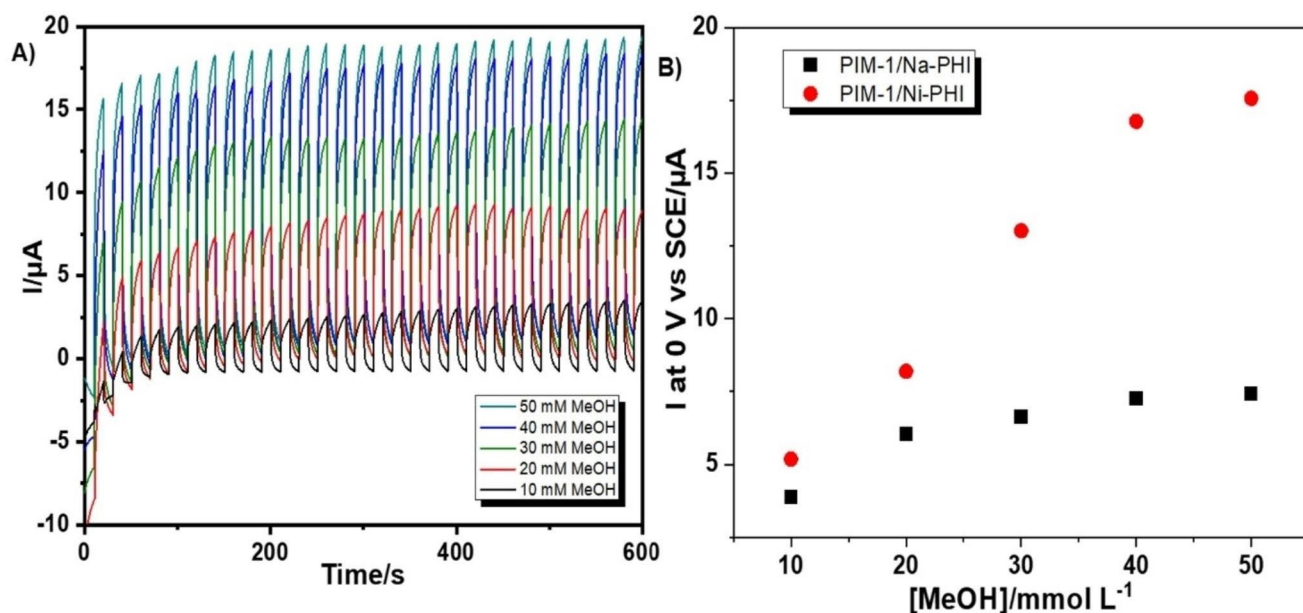 A)
I/µA
20
15
10
5
0
-5
-10
50 mM MeOH
40 mM MeOH
30 mM MeOH
20 mM MeOH
10 mM MeOH
0
200
400
600
Time/s
B)
I at 0 V vs SCE/µA
20
15
10
5
PIM-1/Na-PHI
PIM-1/Ni-PHI
10
20
30
40
50
[MeOH]/mmol L⁻¹